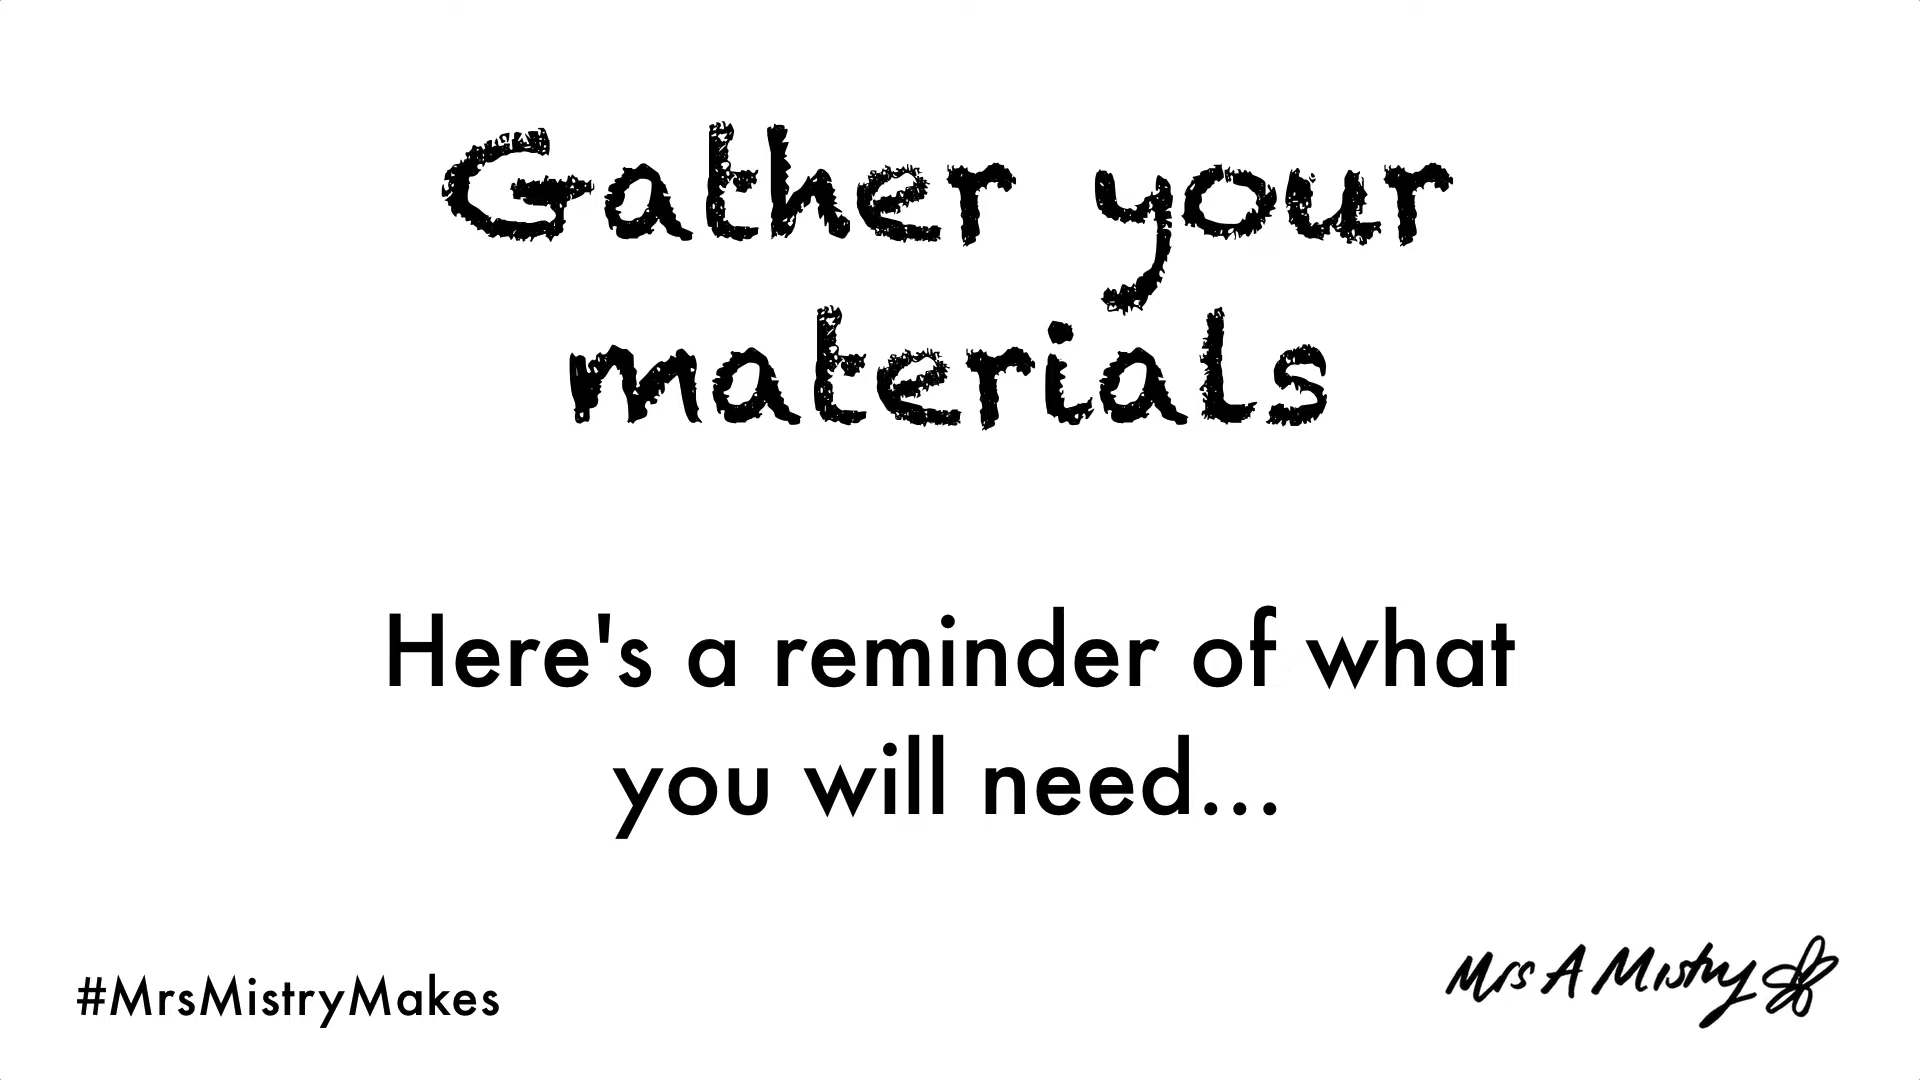 Gather your
materials
Here's a reminder of what
you will need...
#MrsMistryMakes
Mrs A Mistry